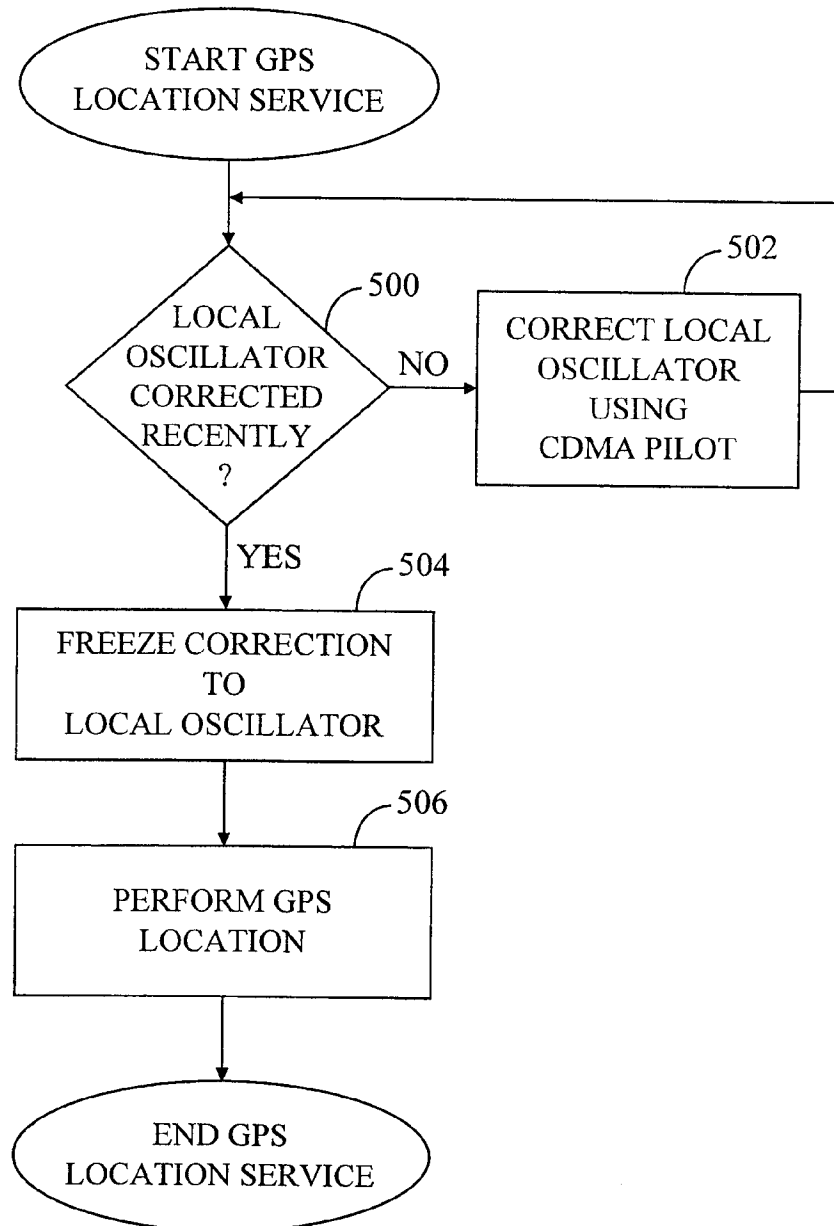 START GPS
LOCATION SERVICE
500
LOCAL
OSCILLATOR
CORRECTED
RECENTLY
?
NO
502
CORRECT LOCAL
OSCILLATOR
USING
CDMA PILOT
YES
504
FREEZE CORRECTION
TO
LOCAL OSCILLATOR
506
PERFORM GPS
LOCATION
END GPS
LOCATION SERVICE